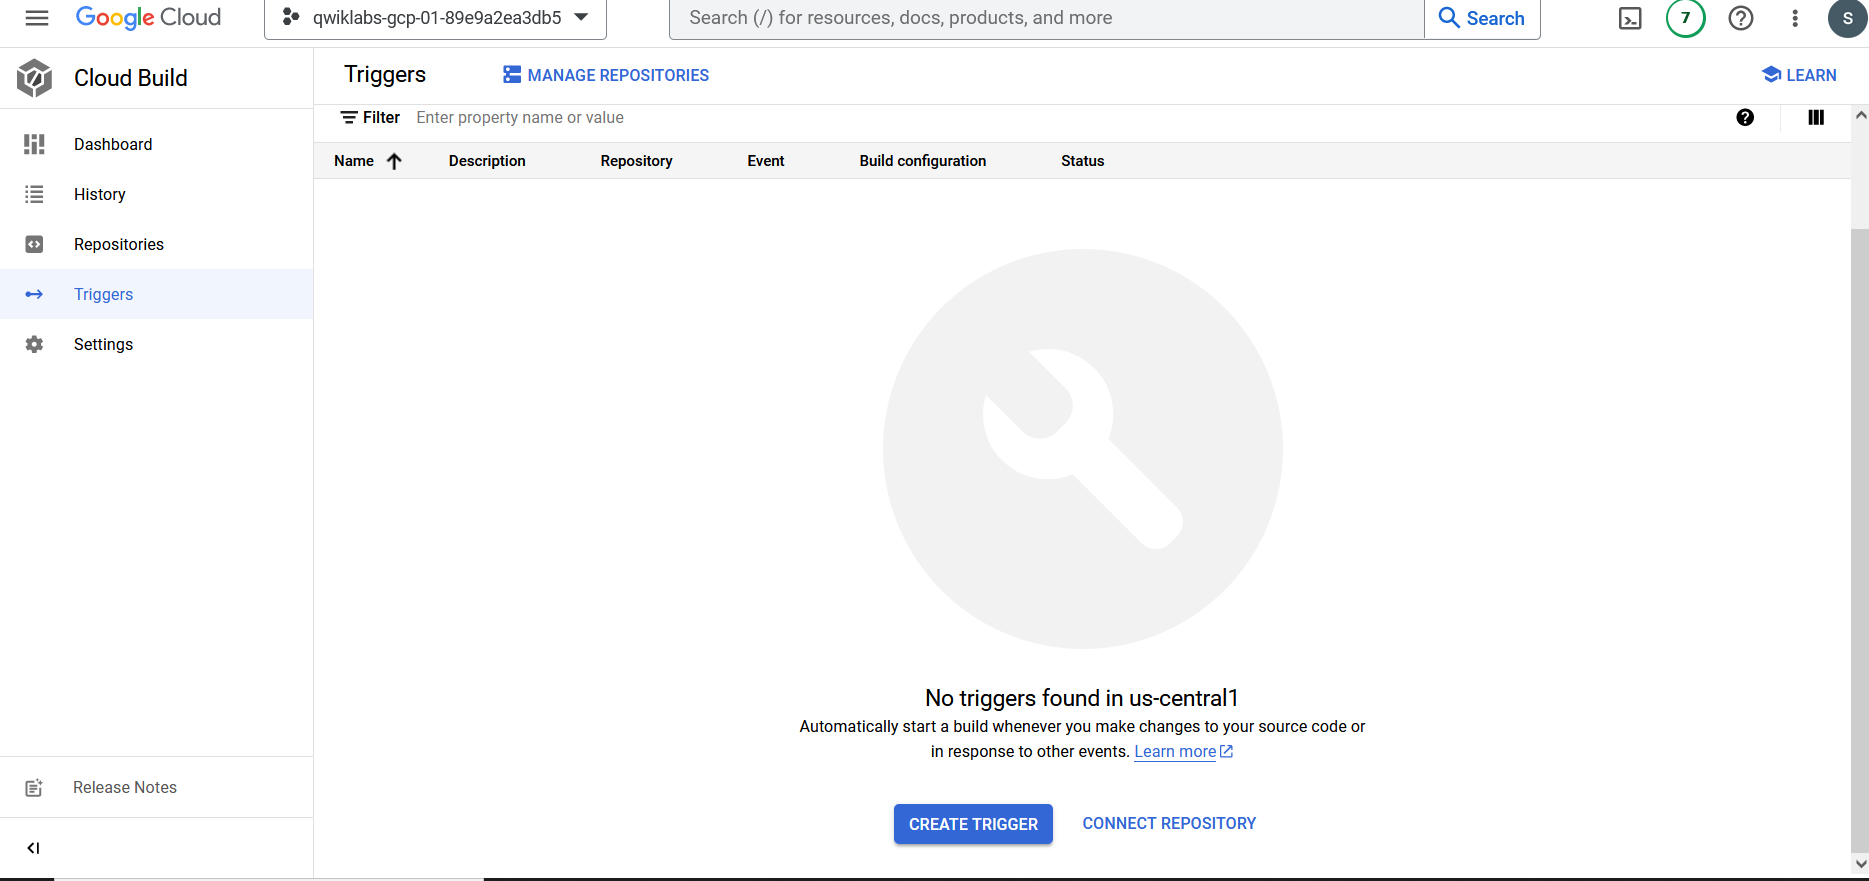 Google Cloud
qwiklabs-gcp-01-89e9a2ea3db5
Search (/) for resources, docs, products, and more
Search
7
S
Cloud Build
Triggers
MANAGE REPOSITORIES
LEARN
Filter Enter property name or value
Name Description Repository Event Build configuration Status
Dashboard
History
Repositories
Triggers
Settings
No triggers found in us-central1
Automatically start a build whenever you make changes to your source code or
in response to other events. Learn more
CREATE TRIGGER CONNECT REPOSITORY
Release Notes